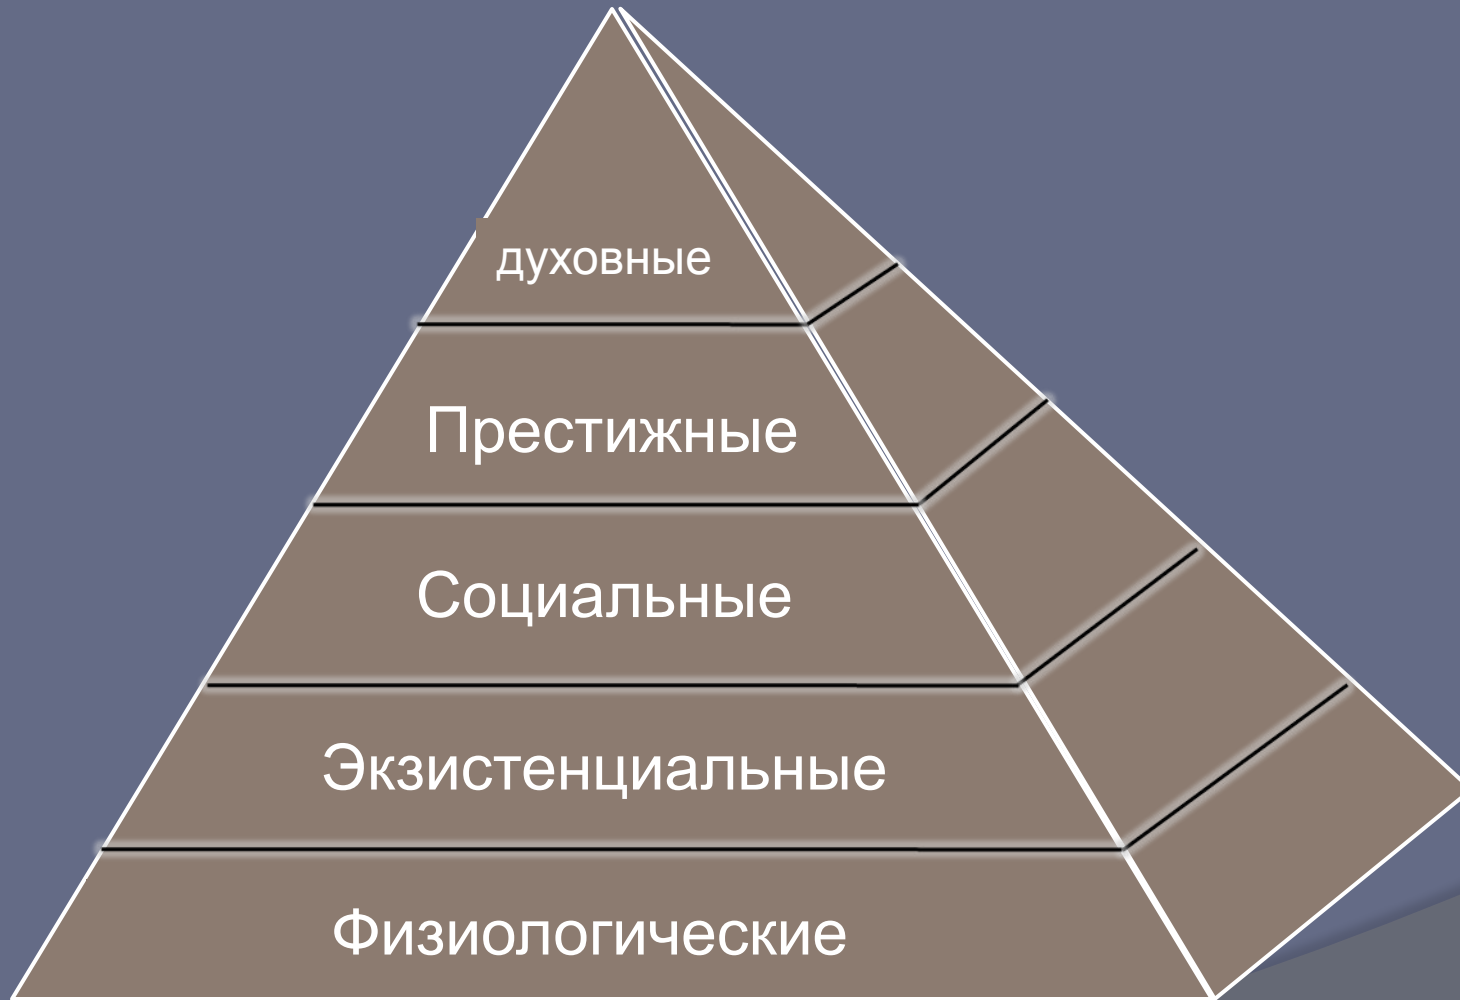 духовные
Престижные
Социальные
Экзистенциальные
Физиологические